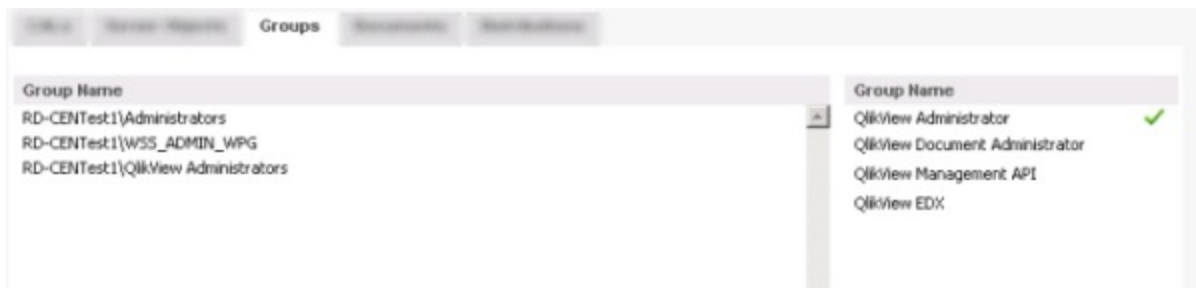 Groups
Group Name
RD-CENTest1\Administrators
RD-CENTest1\WSS_ADMIN_WPG
RD-CENTest1\QlikView Administrators
Group Name
QlikView Administrator
QlikView Document Administrator
QlikView Management API
QlikView EDX